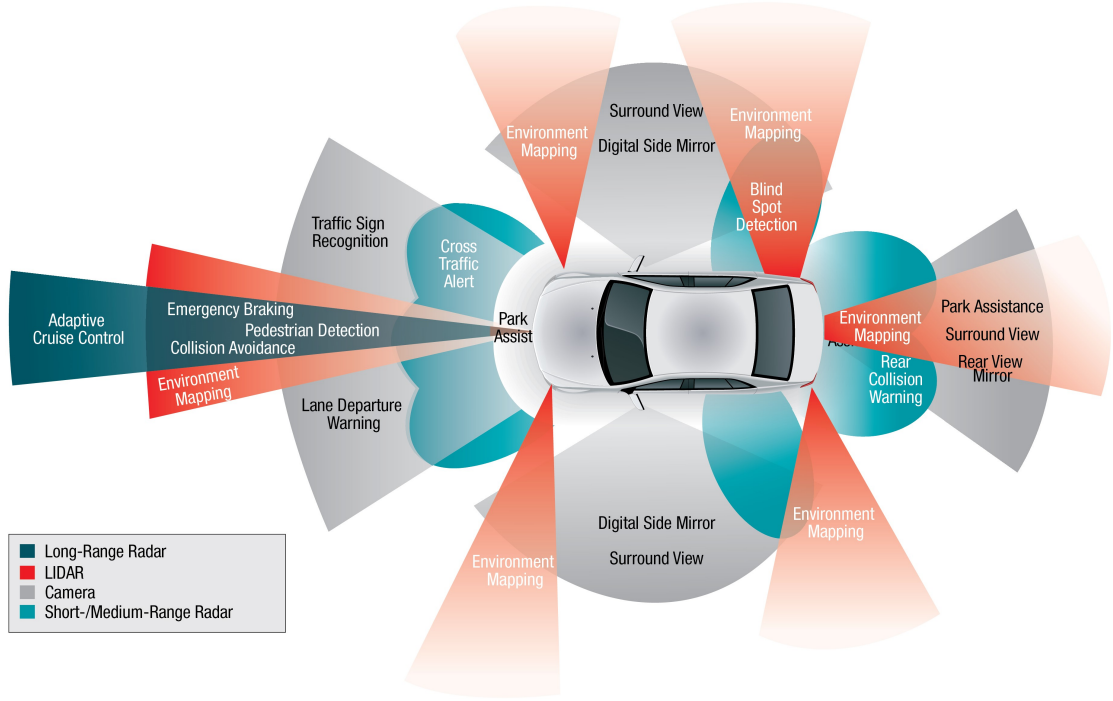 Surround View
Digital Side Mirror
Environment
Mapping
Environment
Mapping
Blind
Spot
Detection
Traffic Sign
Recognition
Cross
Traffic
Alert
Adaptive
Cruise Control
Emergency Braking
Pedestrian Detection
Collision Avoidance
Environment
Mapping
Lane Departure
Warning
Park
Assist
Environment
Mapping
Rear
Collision
Warning
Park Assistance
Surround View
Rear View
Mirror
Environment
Mapping
Digital Side Mirror
Surround View
Environment
Mapping
Long-Range Radar
LIDAR
Camera
Short-/Medium-Range Radar